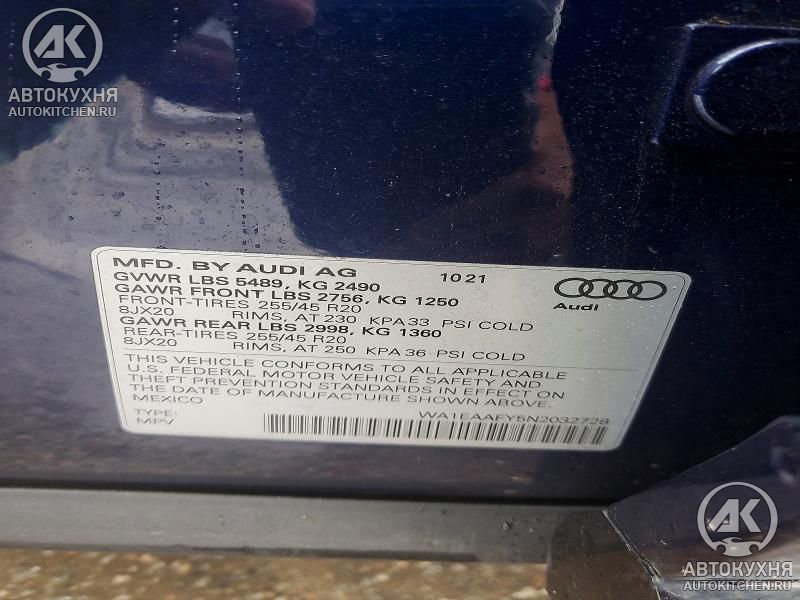 AK
АВТОКУХНЯ
AUTOKITCHEN.RU
MFD. BY AUDI AG 10 21
GVWR LBS 5489, KG 2490
GAWR FRONT LBS 2756, KG 1250
FRONT-TIRES 255/45 R20
8JX20 RIMS, AT 230 KPA 33 PSI COLD
GAWR REAR LBS 2998, KG 1360
REAR-TIRES 255/45 R20
8JX20 RIMS, AT 250 KPA 36 PSI COLD
Audi
THIS VEHICLE CONFORMS TO ALL APPLICABLE
U.S. FEDERAL MOTOR VEHICLE SAFETY AND
THEFT PREVENTION STANDARDS IN EFFECT ON
THE DATE OF MANUFACTURE SHOWN ABOVE.
MEXICO
TYPE:
MPV
WA1EAAFY5N2032728
AK
АВТОКУХНЯ
AUTOKITCHEN.RU